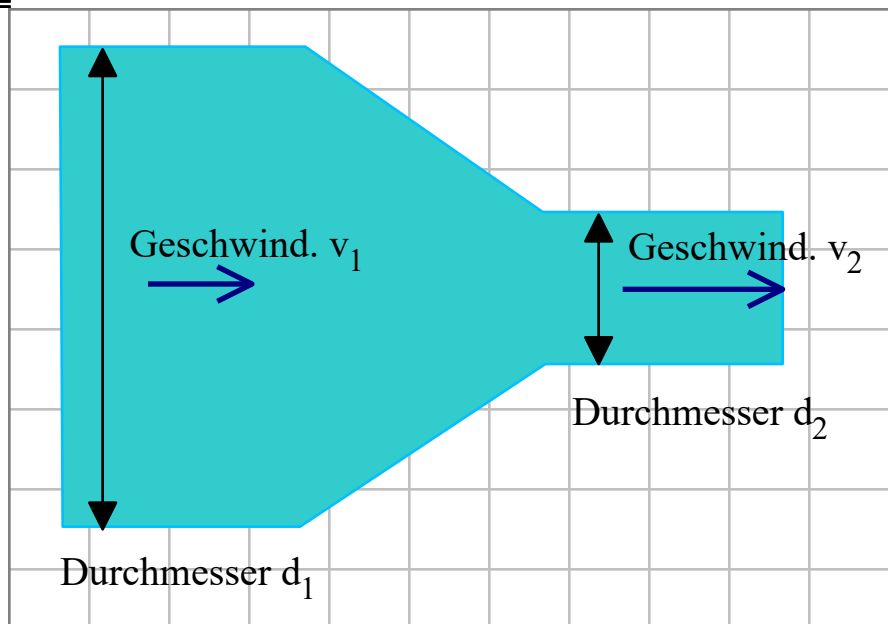 Geschwind. v₁
Geschwind. v₂
Durchmesser d₂
Durchmesser d₁